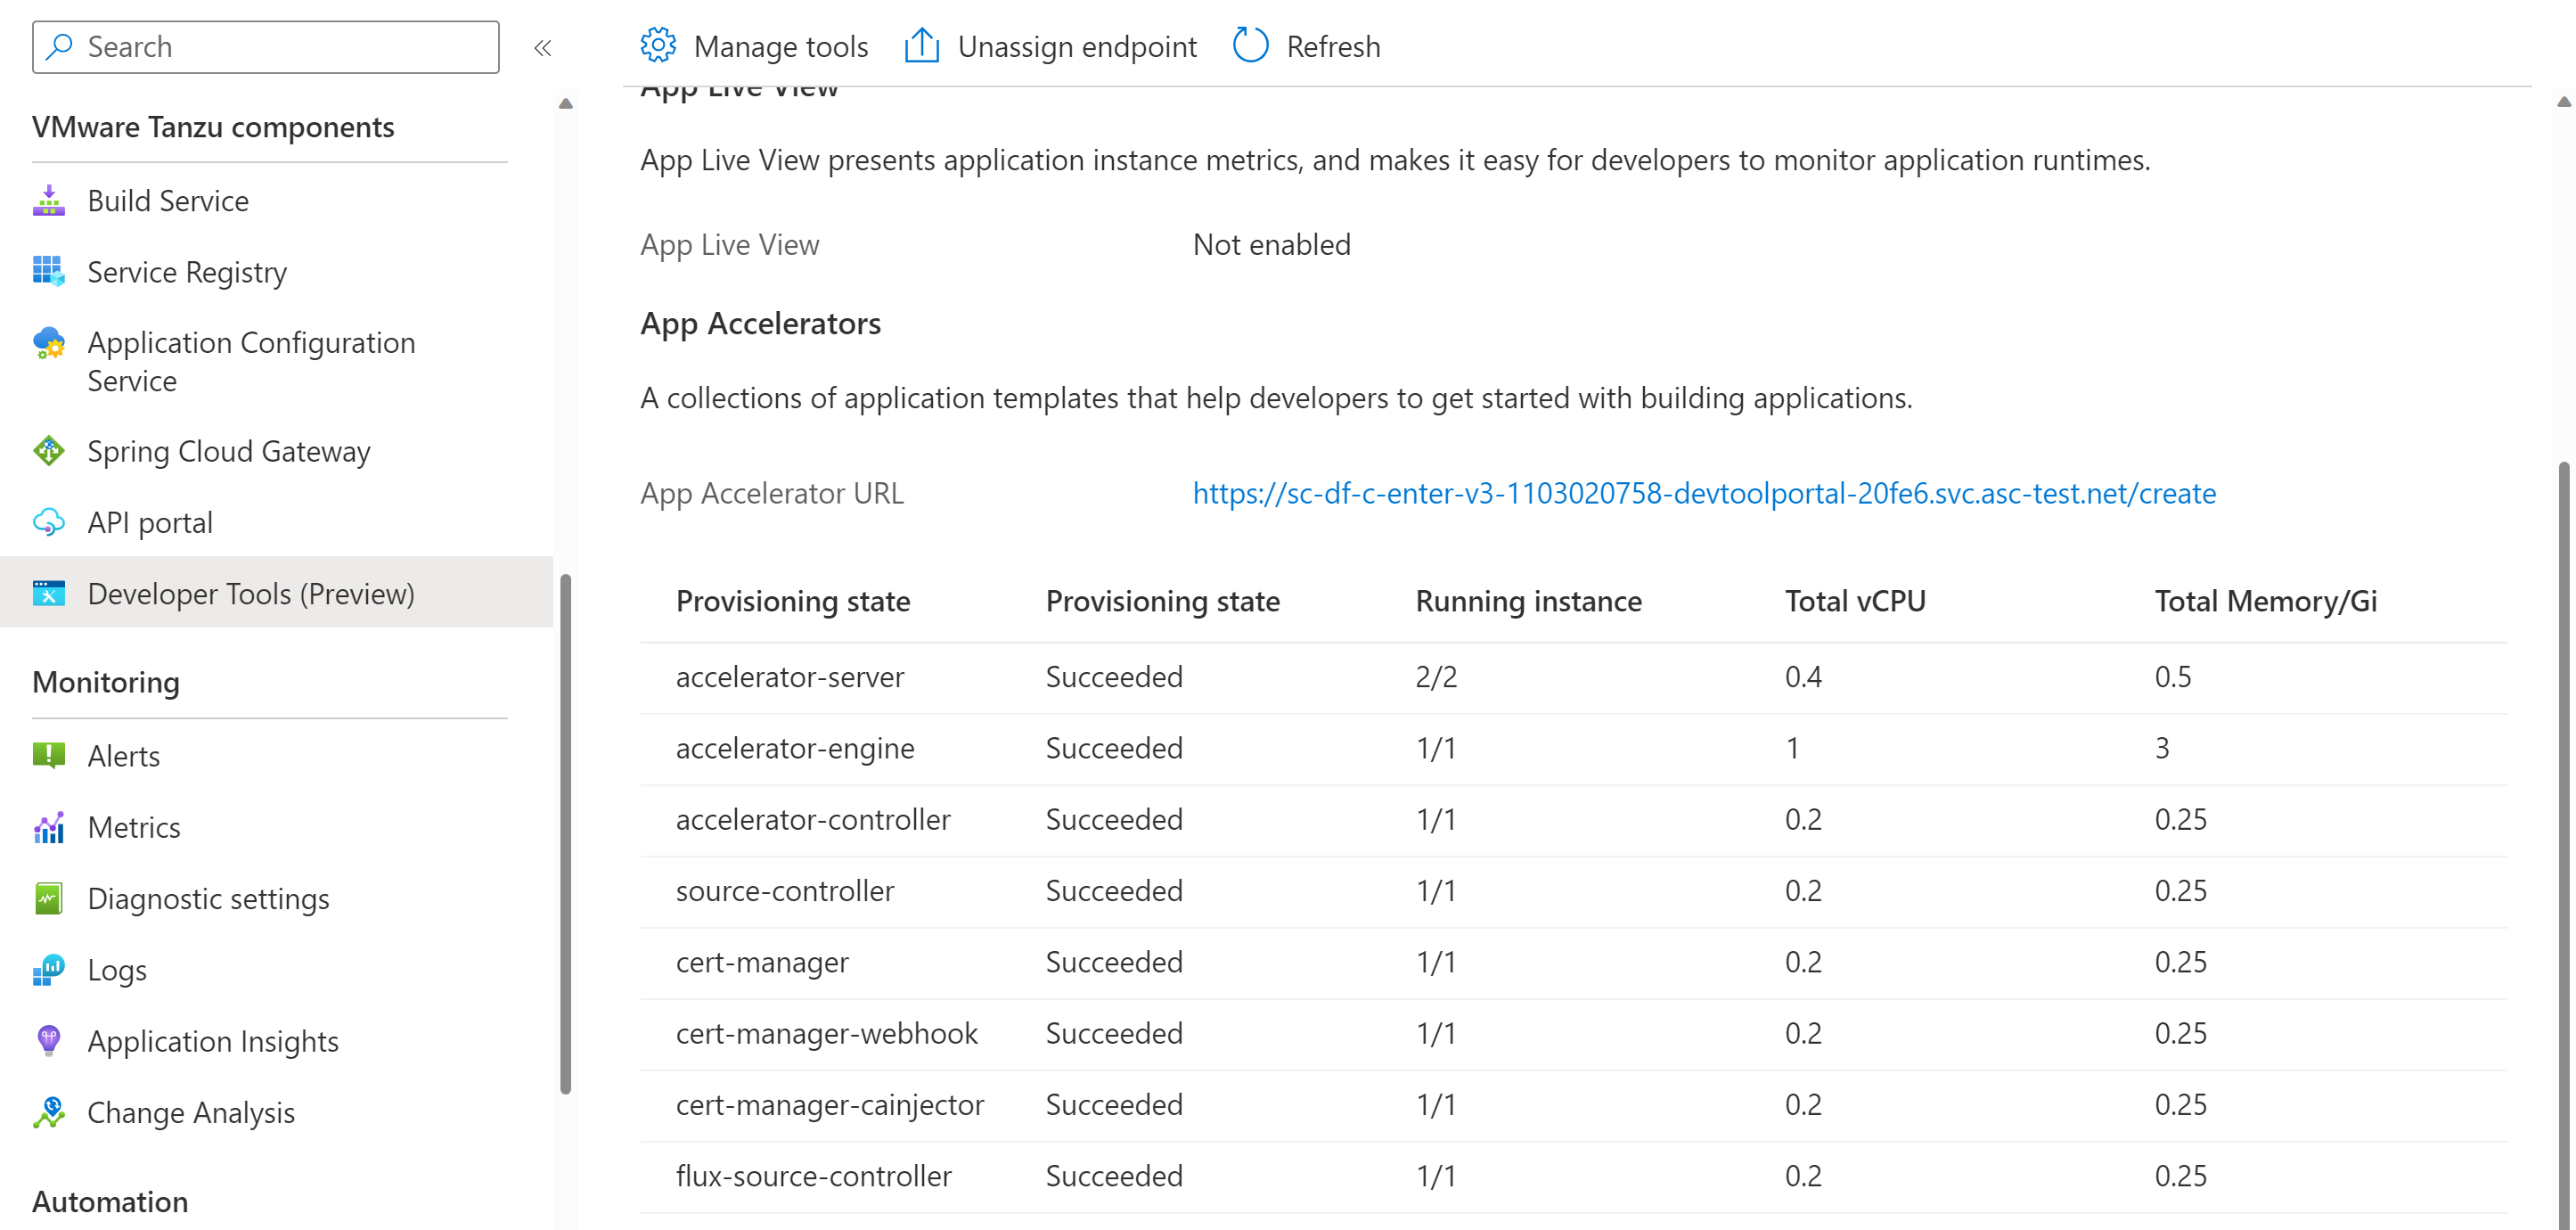 Search
VMware Tanzu components
Build Service
Service Registry
Application Configuration
Service
Spring Cloud Gateway
API portal
Developer Tools (Preview)
Monitoring
Alerts
Metrics
Diagnostic settings
Logs
Application Insights
Change Analysis
Automation
Manage tools Unassign endpoint Refresh
App Live View
App Live View presents application instance metrics, and makes it easy for developers to monitor application runtimes.
App Live View Not enabled
App Accelerators
A collections of application templates that help developers to get started with building applications.
App Accelerator URL https://sc-df-c-enter-v3-1103020758-devtoolportal-20fe6.svc.asc-test.net/create
Provisioning state Provisioning state Running instance Total vCPU Total Memory/Gi
accelerator-server Succeeded 2/2 0.4 0.5
accelerator-engine Succeeded 1/1 1 3
accelerator-controller Succeeded 1/1 0.2 0.25
source-controller Succeeded 1/1 0.2 0.25
cert-manager Succeeded 1/1 0.2 0.25
cert-manager-webhook Succeeded 1/1 0.2 0.25
cert-manager-cainjector Succeeded 1/1 0.2 0.25
flux-source-controller Succeeded 1/1 0.2 0.25